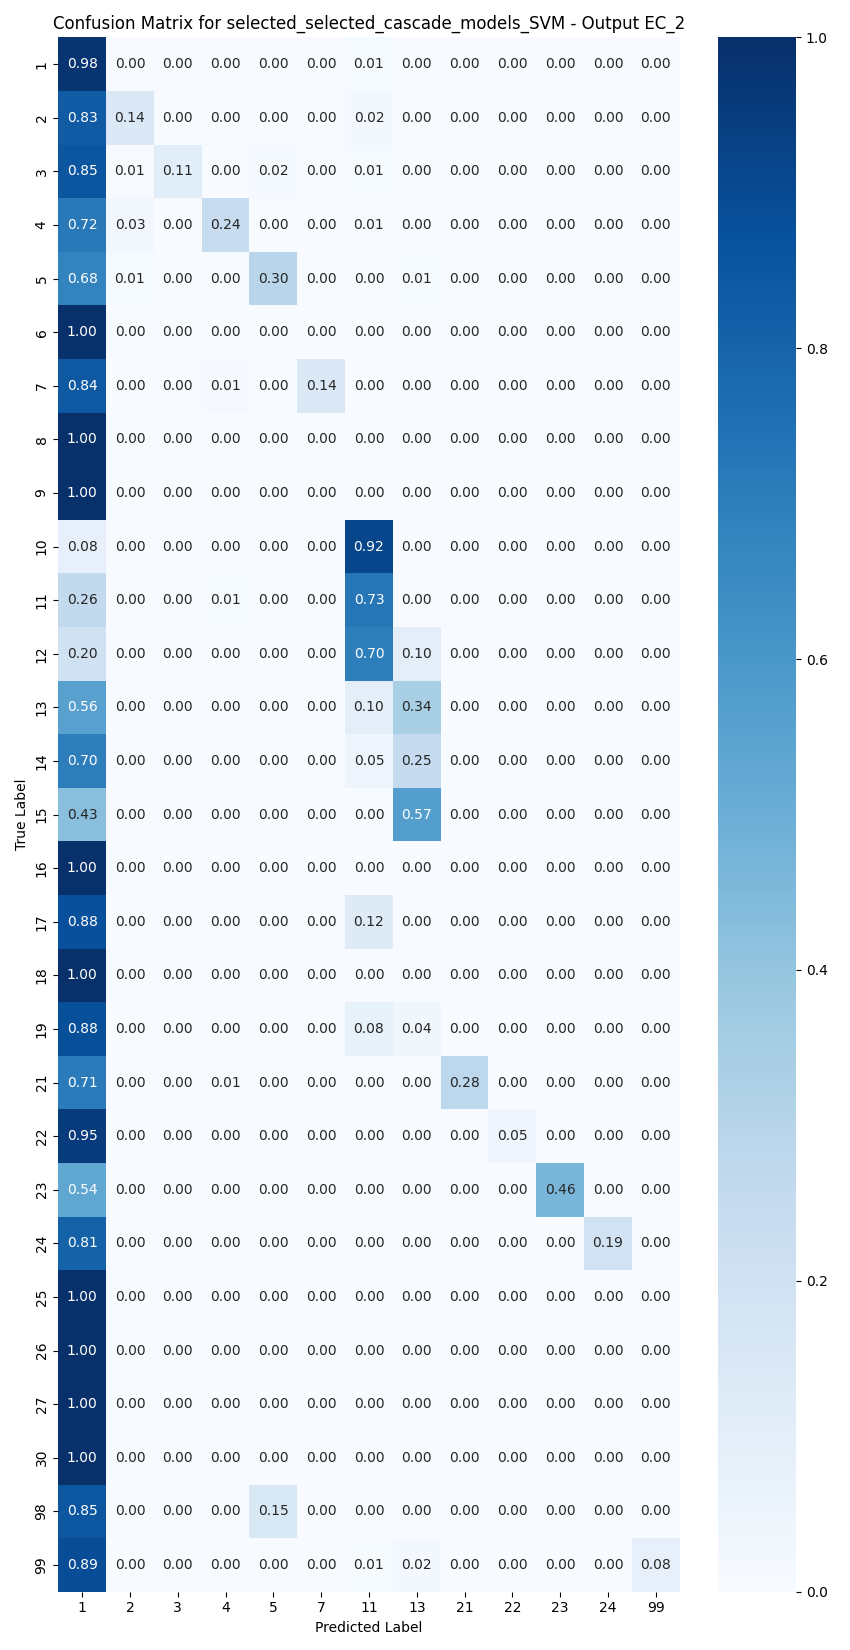 Confusion Matrix for selected_selected_cascade_models_SVM - Output EC_2
1 0.98 0.00 0.00 0.00 0.00 0.00 0.01 0.00 0.00 0.00 0.00 0.00 0.00
2 0.83 0.14 0.00 0.00 0.00 0.00 0.02 0.00 0.00 0.00 0.00 0.00 0.00
3 0.85 0.01 0.11 0.00 0.02 0.00 0.01 0.00 0.00 0.00 0.00 0.00 0.00
4 0.72 0.03 0.00 0.24 0.00 0.00 0.01 0.00 0.00 0.00 0.00 0.00 0.00
5 0.68 0.01 0.00 0.00 0.30 0.00 0.00 0.01 0.00 0.00 0.00 0.00 0.00
6 1.00 0.00 0.00 0.00 0.00 0.00 0.00 0.00 0.00 0.00 0.00 0.00 0.00
7 0.84 0.00 0.00 0.01 0.00 0.14 0.00 0.00 0.00 0.00 0.00 0.00 0.00
8 1.00 0.00 0.00 0.00 0.00 0.00 0.00 0.00 0.00 0.00 0.00 0.00 0.00
9 1.00 0.00 0.00 0.00 0.00 0.00 0.00 0.00 0.00 0.00 0.00 0.00 0.00
10 0.08 0.00 0.00 0.00 0.00 0.00 0.92 0.00 0.00 0.00 0.00 0.00 0.00
11 0.26 0.00 0.00 0.01 0.00 0.00 0.73 0.00 0.00 0.00 0.00 0.00 0.00
12 0.20 0.00 0.00 0.00 0.00 0.00 0.70 0.10 0.00 0.00 0.00 0.00 0.00
13 0.56 0.00 0.00 0.00 0.00 0.00 0.10 0.34 0.00 0.00 0.00 0.00 0.00
14 0.70 0.00 0.00 0.00 0.00 0.00 0.05 0.25 0.00 0.00 0.00 0.00 0.00
15 0.43 0.00 0.00 0.00 0.00 0.00 0.00 0.57 0.00 0.00 0.00 0.00 0.00
16 1.00 0.00 0.00 0.00 0.00 0.00 0.00 0.00 0.00 0.00 0.00 0.00 0.00
17 0.88 0.00 0.00 0.00 0.00 0.00 0.12 0.00 0.00 0.00 0.00 0.00 0.00
18 1.00 0.00 0.00 0.00 0.00 0.00 0.00 0.00 0.00 0.00 0.00 0.00 0.00
19 0.88 0.00 0.00 0.00 0.00 0.00 0.08 0.04 0.00 0.00 0.00 0.00 0.00
21 0.71 0.00 0.00 0.01 0.00 0.00 0.00 0.00 0.28 0.00 0.00 0.00 0.00
22 0.95 0.00 0.00 0.00 0.00 0.00 0.00 0.00 0.00 0.05 0.00 0.00 0.00
23 0.54 0.00 0.00 0.00 0.00 0.00 0.00 0.00 0.00 0.00 0.46 0.00 0.00
24 0.81 0.00 0.00 0.00 0.00 0.00 0.00 0.00 0.00 0.00 0.00 0.19 0.00
25 1.00 0.00 0.00 0.00 0.00 0.00 0.00 0.00 0.00 0.00 0.00 0.00 0.00
26 1.00 0.00 0.00 0.00 0.00 0.00 0.00 0.00 0.00 0.00 0.00 0.00 0.00
27 1.00 0.00 0.00 0.00 0.00 0.00 0.00 0.00 0.00 0.00 0.00 0.00 0.00
30 1.00 0.00 0.00 0.00 0.00 0.00 0.00 0.00 0.00 0.00 0.00 0.00 0.00
98 0.85 0.00 0.00 0.00 0.15 0.00 0.00 0.00 0.00 0.00 0.00 0.00 0.00
99 0.89 0.00 0.00 0.00 0.00 0.00 0.01 0.02 0.00 0.00 0.00 0.00 0.08
1 2 3 4 5 7 11 13 21 22 23 24 99
Predicted Label
True Label
1.0
0.8
0.6
0.4
0.2
0.0